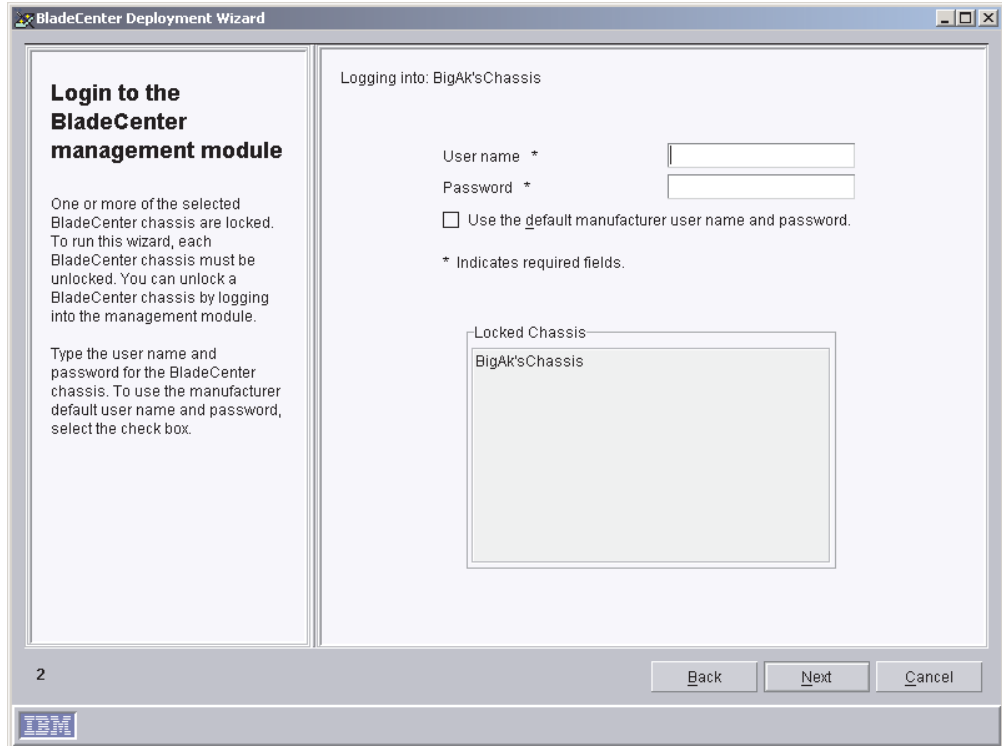 BladeCenter Deployment Wizard
Login to the
BladeCenter
management module
One or more of the selected
BladeCenter chassis are locked.
To run this wizard, each
BladeCenter chassis must be
unlocked. You can unlock a
BladeCenter chassis by logging
into the management module.
Type the user name and
password for the BladeCenter
chassis. To use the manufacturer
default user name and password,
select the check box.
Logging into: BigAk'sChassis
User name *
Password *
Use the default manufacturer user name and password.
* Indicates required fields.
Locked Chassis
BigAk'sChassis
2
Back
Next
Cancel
IBM